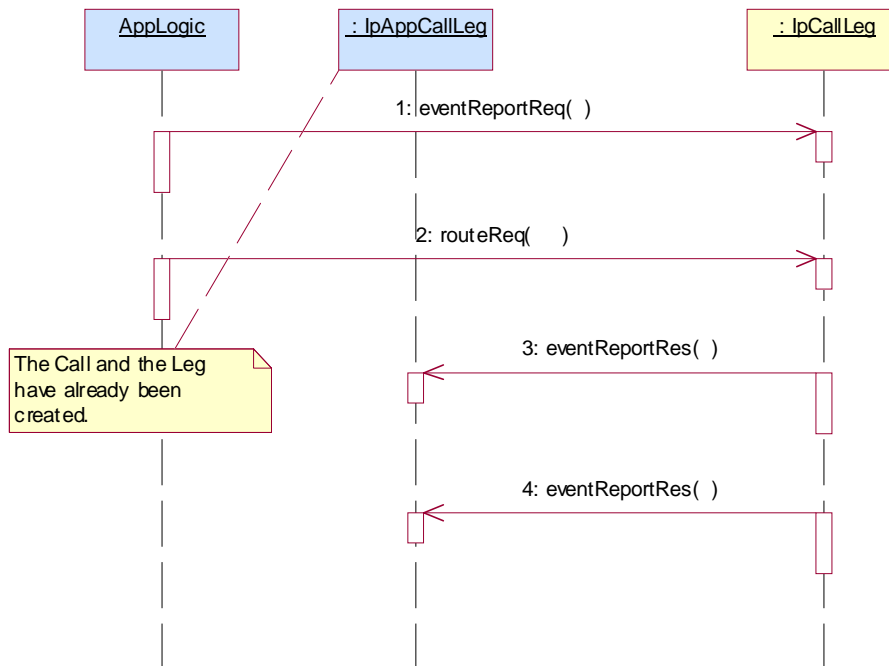 AppLogic
: IpAppCallLeg
: IpCallLeg
1: eventReportReq( )
2: routeReq( )
3: eventReportRes( )
The Call and the Leg
have already been
created.
4: eventReportRes( )